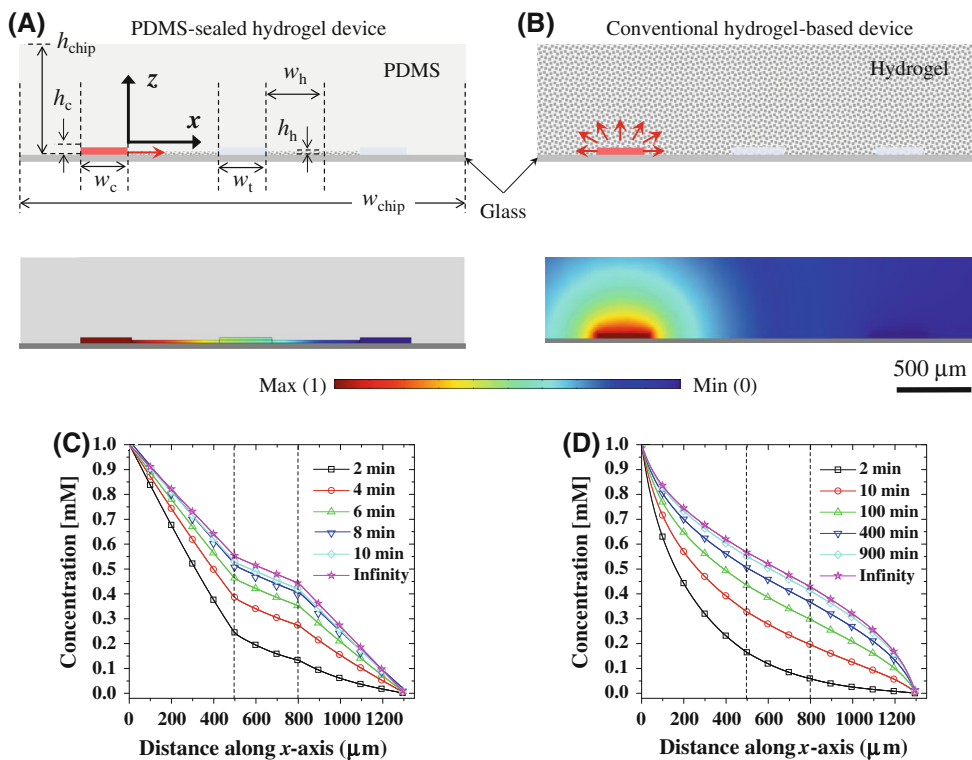 (A)
PDMS-sealed hydrogel device
h_chip
PDMS
z
w_h
h_c
x
h_h
w_c
w_t
w_chip
Glass
(B)
Conventional hydrogel-based device
Hydrogel
Max (1)
Min (0)
500 μm
(C)
1.0
0.9
0.8
0.7
0.6
0.5
0.4
0.3
0.2
0.1
0.0
Concentration [mM]
2 min
4 min
6 min
8 min
10 min
Infinity
0 200 400 600 800 1000 1200
Distance along x-axis (μm)
(D)
1.0
0.9
0.8
0.7
0.6
0.5
0.4
0.3
0.2
0.1
0.0
Concentration [mM]
2 min
10 min
100 min
400 min
900 min
Infinity
0 200 400 600 800 1000 1200
Distance along x-axis (μm)